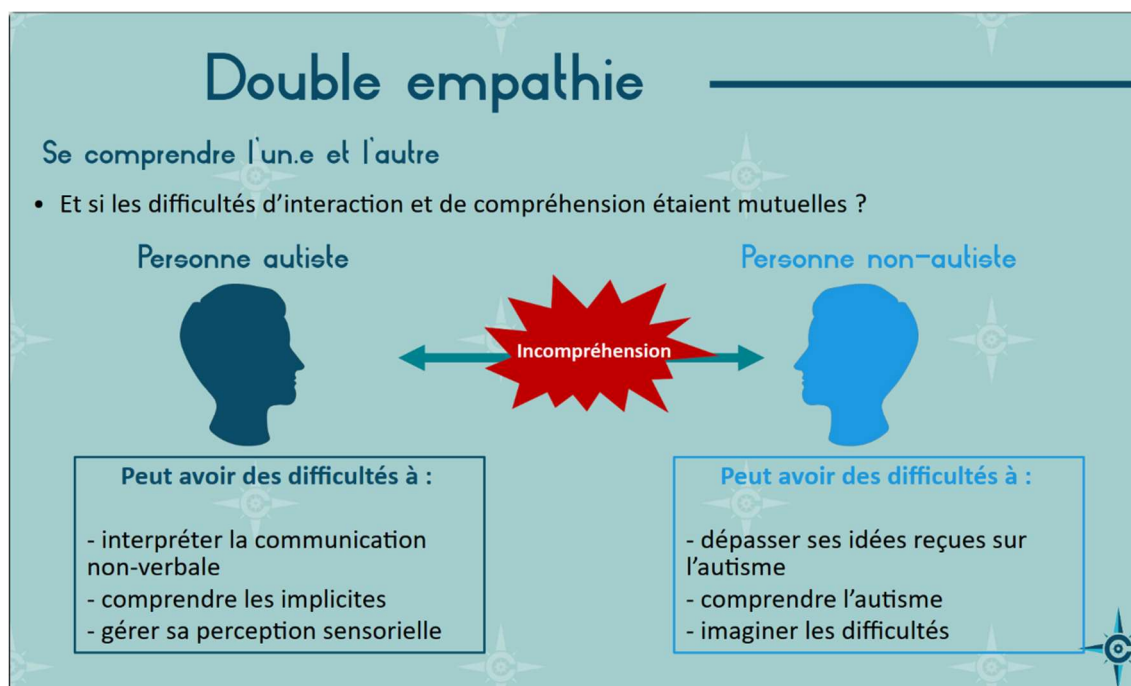 Double empathie
Se comprendre l'un.e et l'autre
• Et si les difficultés d'interaction et de compréhension étaient mutuelles ?
Personne autiste
Personne non-autiste
Incompréhension
Peut avoir des difficultés à :
- interpréter la communication
non-verbale
- comprendre les implicites
- gérer sa perception sensorielle
Peut avoir des difficultés à :
- dépasser ses idées reçues sur
l'autisme
- comprendre l'autisme
- imaginer les difficultés